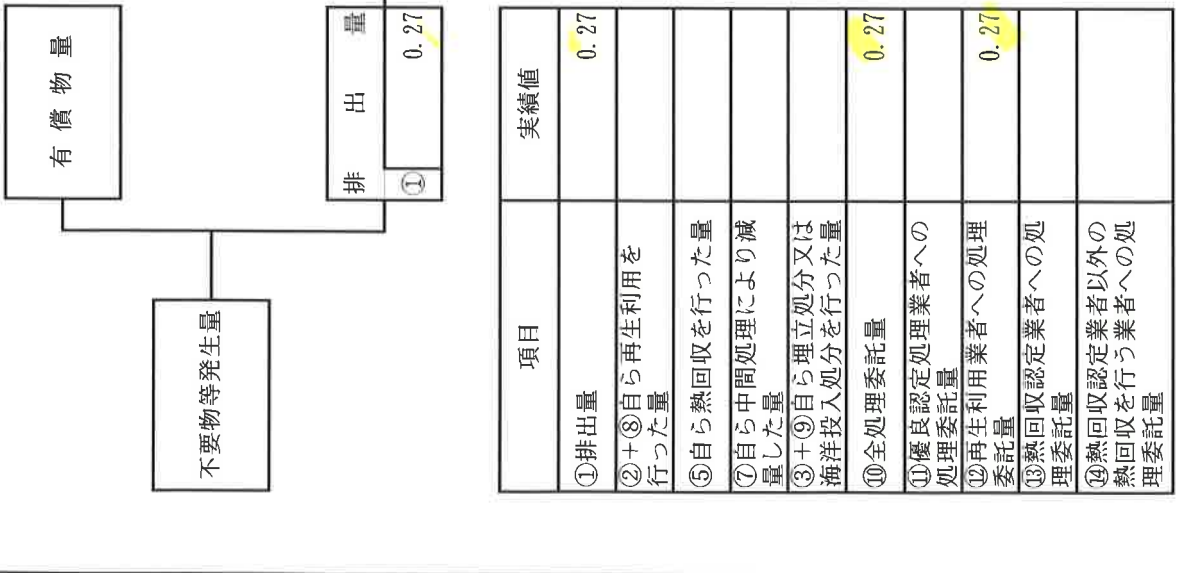 有償物量
不要物等発生量
排出量
①
0.27
項目
実績値
①排出量
0.27
②+⑧自ら再生利用を
行った量
⑤自ら熱回収を行った量
⑦自ら中間処理により減
量した量
③+⑨自ら埋立処分又は
海洋投入処分を行った量
⑩全処理委託量
0.27
⑪優良認定処理業者への
処理委託量
⑫再生利用業者への処理
委託量
0.27
⑬熱回収認定業者への処
理委託量
⑭熱回収認定業者以外の
熱回収を行う業者への処
理委託量